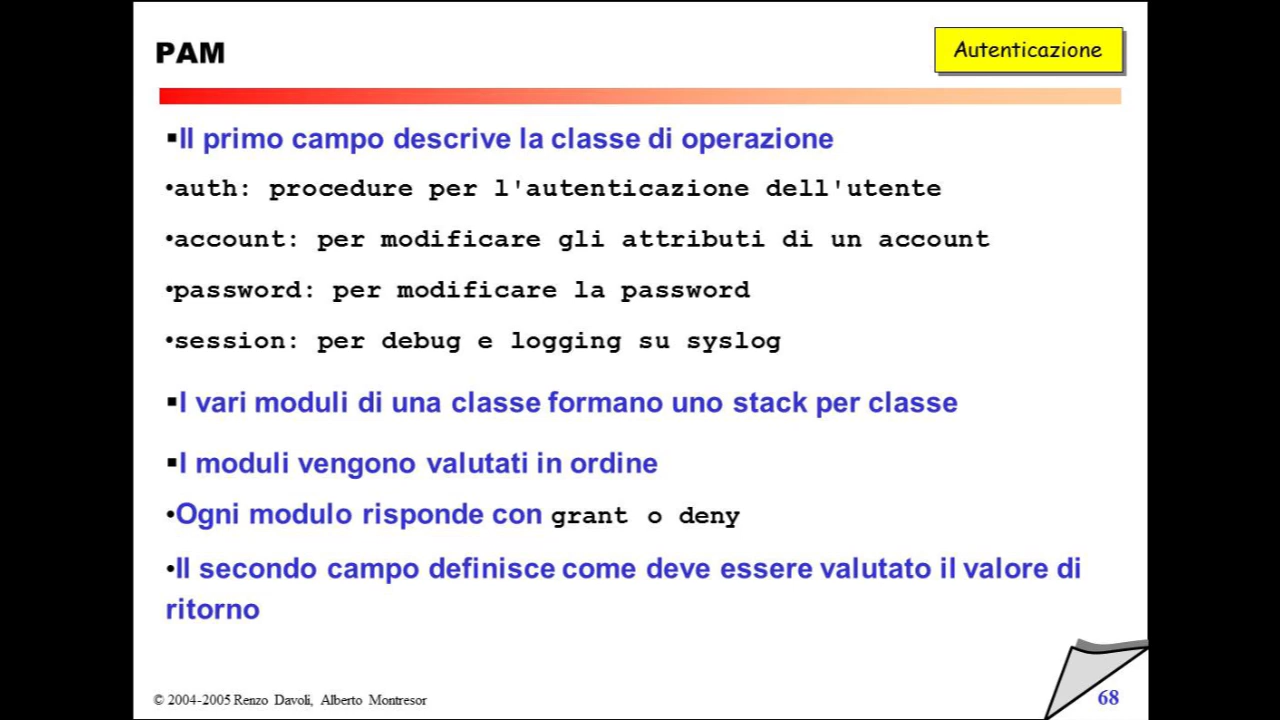 PAM
Autenticazione
▪Il primo campo descrive la classe di operazione
•auth: procedure per l'autenticazione dell'utente
•account: per modificare gli attributi di un account
•password: per modificare la password
•session: per debug e logging su syslog
▪I vari moduli di una classe formano uno stack per classe
▪I moduli vengono valutati in ordine
•Ogni modulo risponde con grant o deny
•Il secondo campo definisce come deve essere valutato il valore di
ritorno
© 2004-2005 Renzo Davoli, Alberto Montresor
68